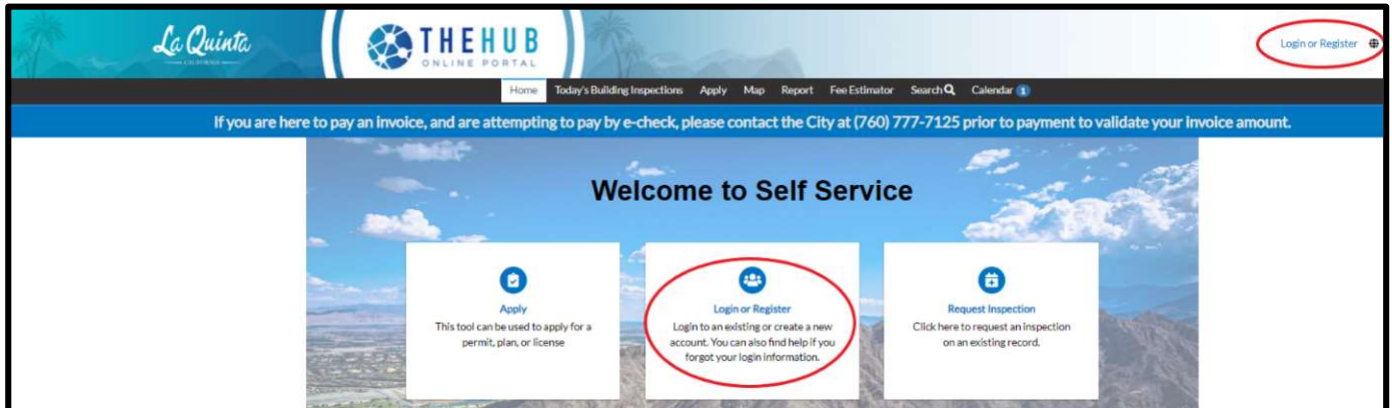 La Quinta
CALIFORNIA
THE HUB
ONLINE PORTAL
Login or Register
Home Today's Building Inspections Apply Map Report Fee Estimator Search Calendar 1
If you are here to pay an invoice, and are attempting to pay by e-check, please contact the City at (760) 777-7125 prior to payment to validate your invoice amount.
Welcome to Self Service
Apply
This tool can be used to apply for a
permit, plan, or license
Login or Register
Login to an existing or create a new
account. You can also find help if you
forgot your login information.
Request Inspection
Click here to request an inspection
on an existing record.